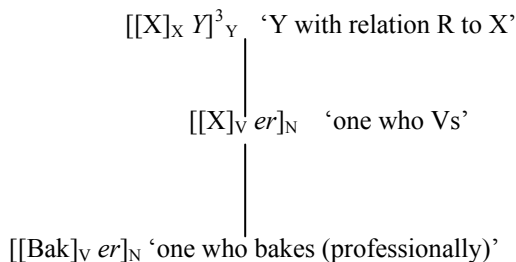 [[X]X Y]³Y ‘Y with relation R to X’
[[X]V er]N ‘one who Vs’
[[Bak]V er]N ‘one who bakes (professionally)’